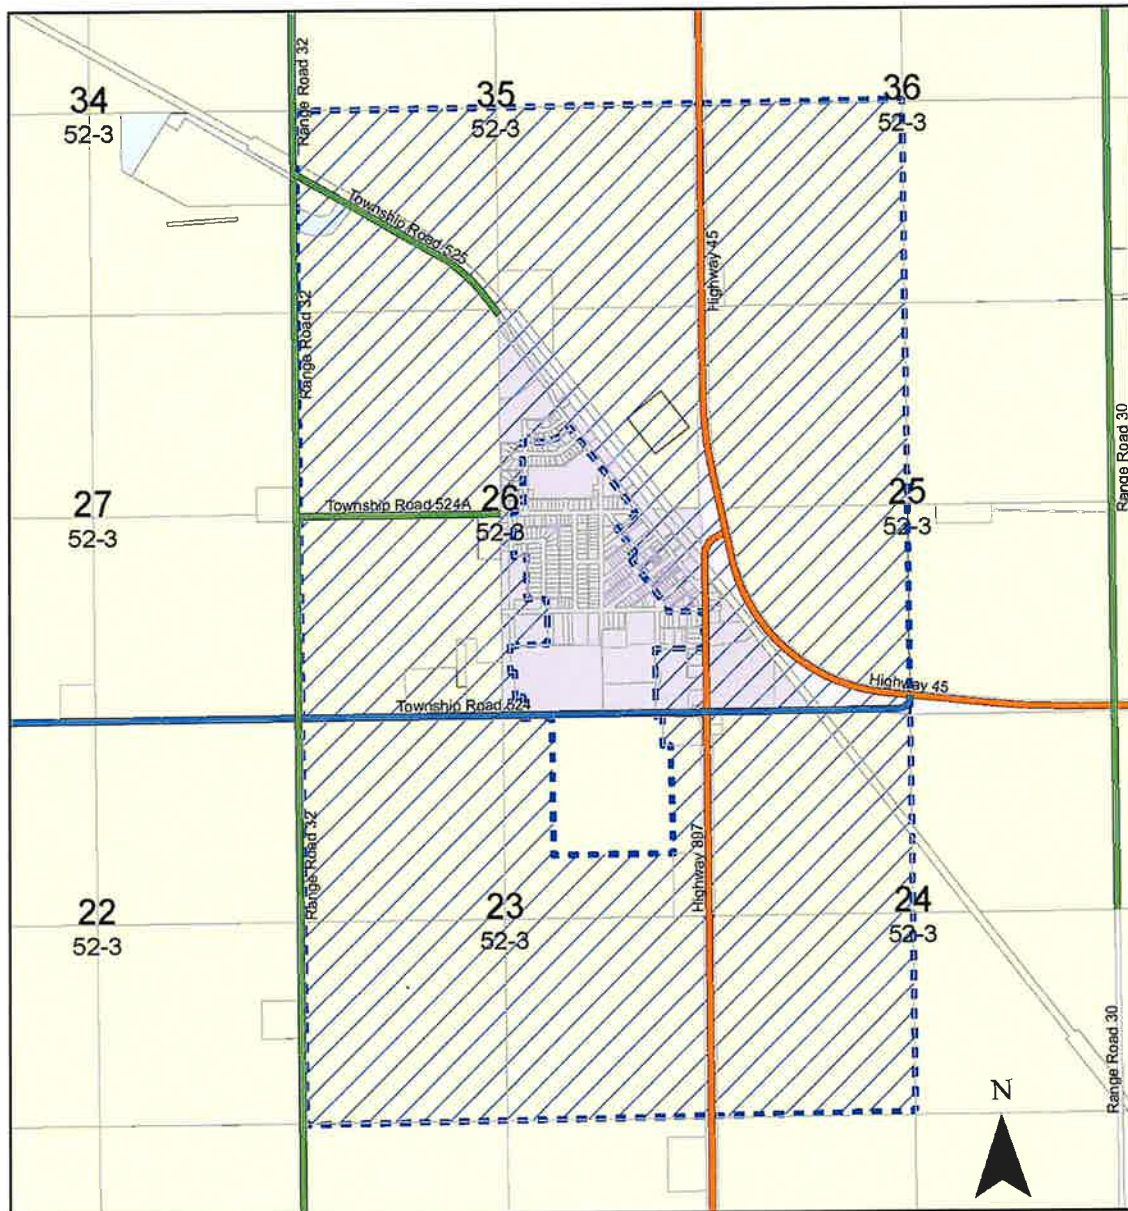 34
52-3
Range Road 32
35
52-3
36
52-3
Township Road 525
Highway 45
Range Road 32
Range Road 30
27
52-3
Township Road 524A
26
52-3
25
52-3
Highway 45
Township Road 524
Range Road 32
Highway 897
22
52-3
23
52-3
24
52-3
Range Road 30
N